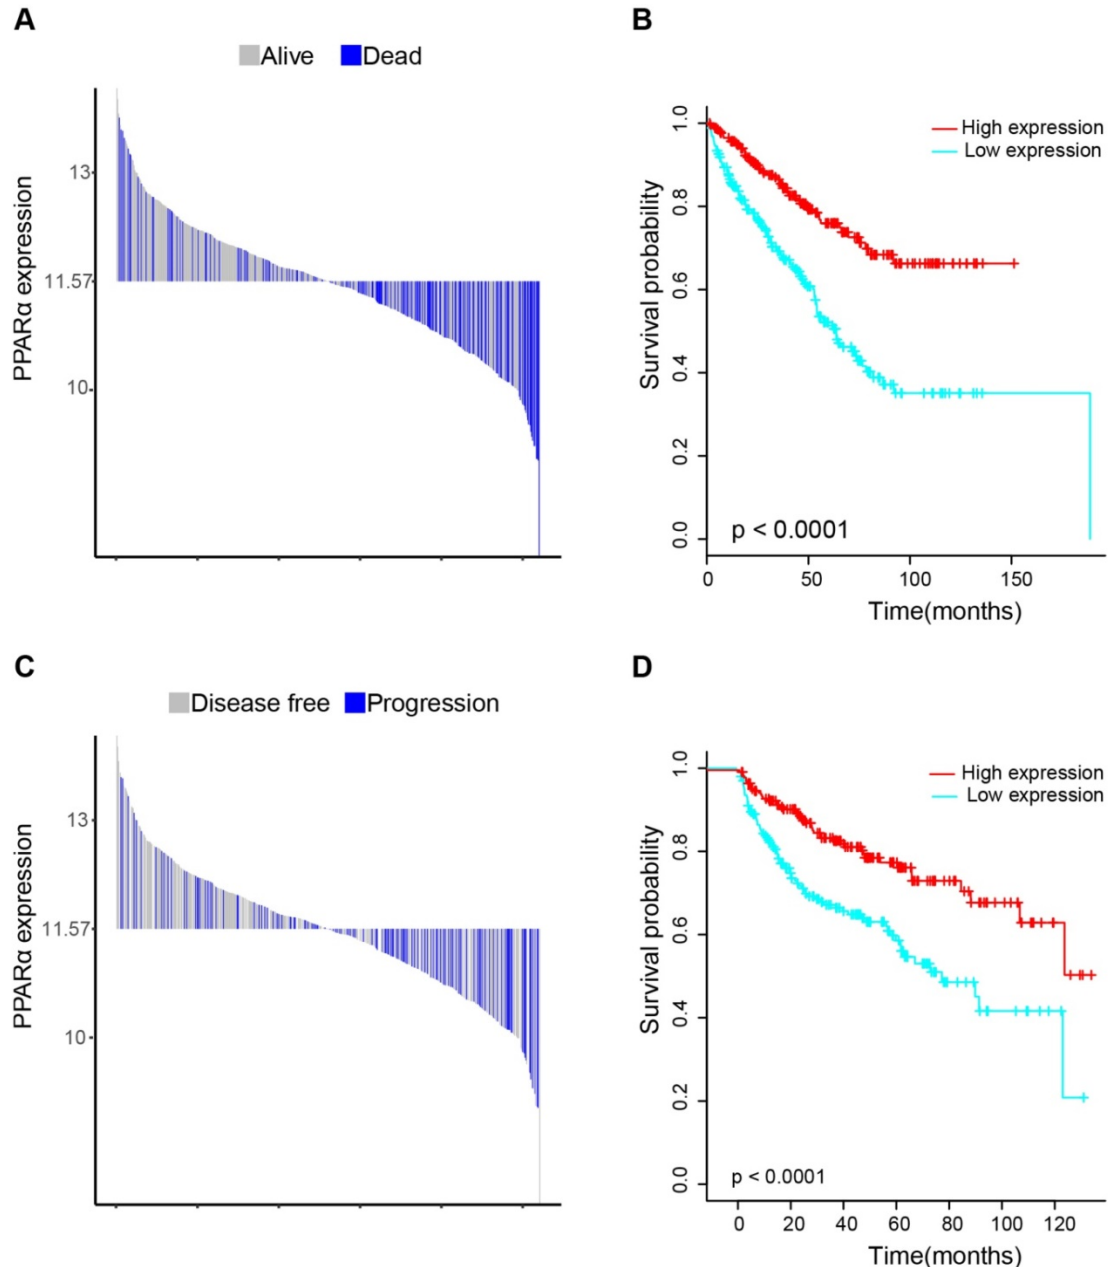 A
Alive Dead
PPARα expression
13
11.57
10
B
High expression
Low expression
Survival probability
1.0
0.8
0.6
0.4
0.2
0.0
p < 0.0001
0 50 100 150
Time(months)
C
Disease free Progression
PPARα expression
13
11.57
10
D
High expression
Low expression
Survival probability
1.0
0.8
0.6
0.4
0.2
0.0
p < 0.0001
0 20 40 60 80 100 120
Time(months)